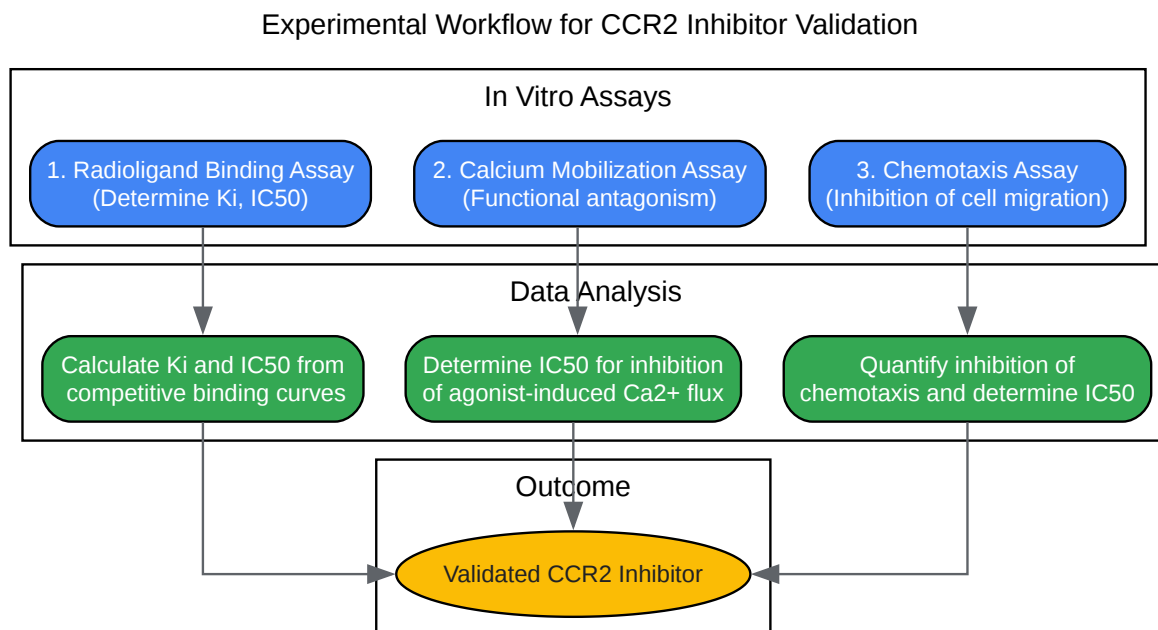 Experimental Workflow for CCR2 Inhibitor Validation
In Vitro Assays
1. Radioligand Binding Assay
(Determine Ki, IC50)
2. Calcium Mobilization Assay
(Functional antagonism)
3. Chemotaxis Assay
(Inhibition of cell migration)
Data Analysis
Calculate Ki and IC50 from
competitive binding curves
Determine IC50 for inhibition
of agonist-induced Ca2+ flux
Quantify inhibition of
chemotaxis and determine IC50
Outcome
Validated CCR2 Inhibitor